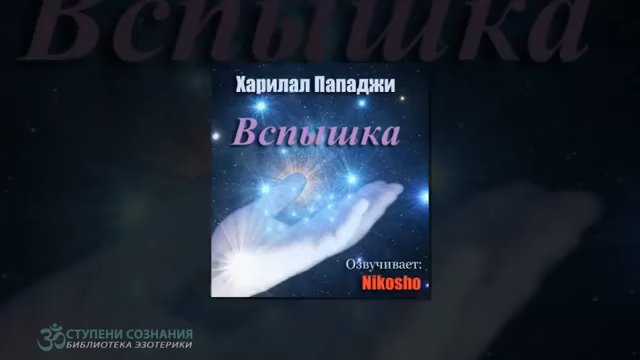 Вспышка
Харилал Пападжи
Вспышка
Озвучивает:
Nikosho
СТУПЕНИ СОЗНАНИЯ
БИБЛИОТЕКА ЭЗОТЕРИКИ